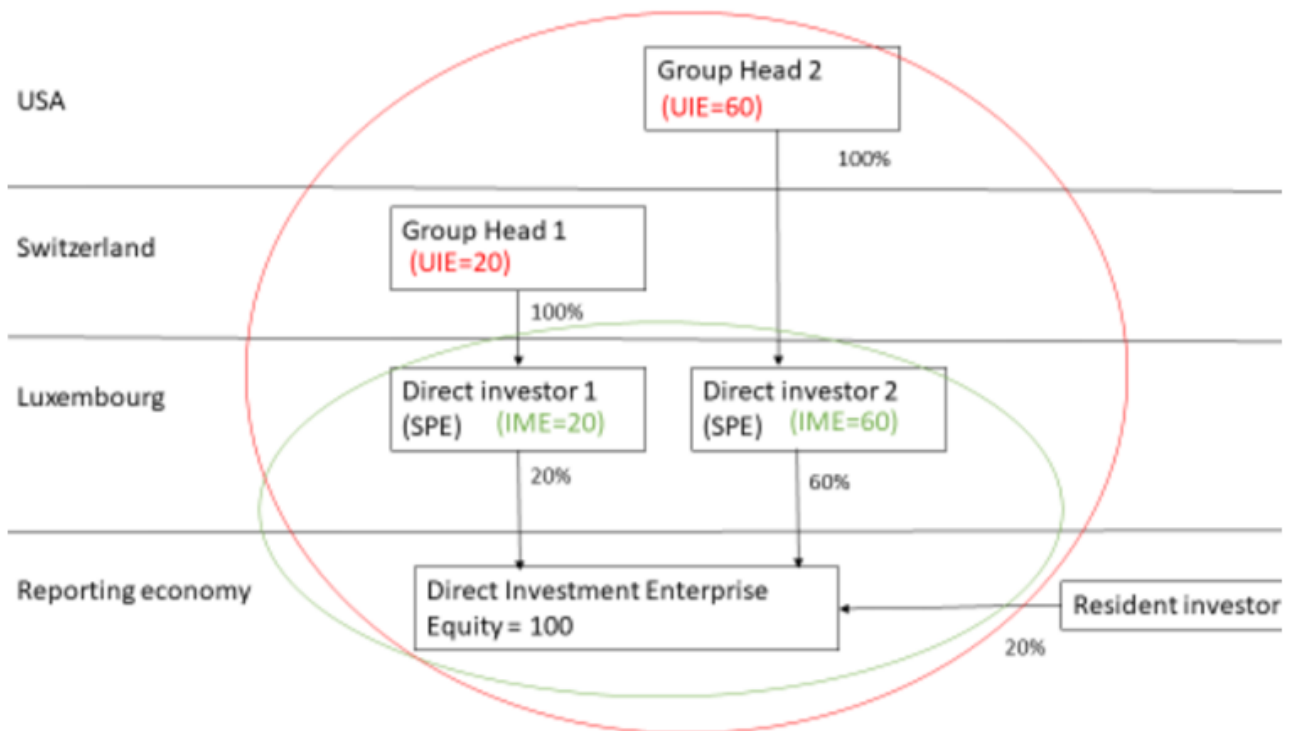 USA
Group Head 2
(UIE=60)
100%
Switzerland
Group Head 1
(UIE=20)
100%
Luxembourg
Direct investor 1
(SPE) (IME=20)
Direct investor 2
(SPE) (IME=60)
20%
60%
Reporting economy
Direct Investment Enterprise
Equity = 100
Resident investor
20%